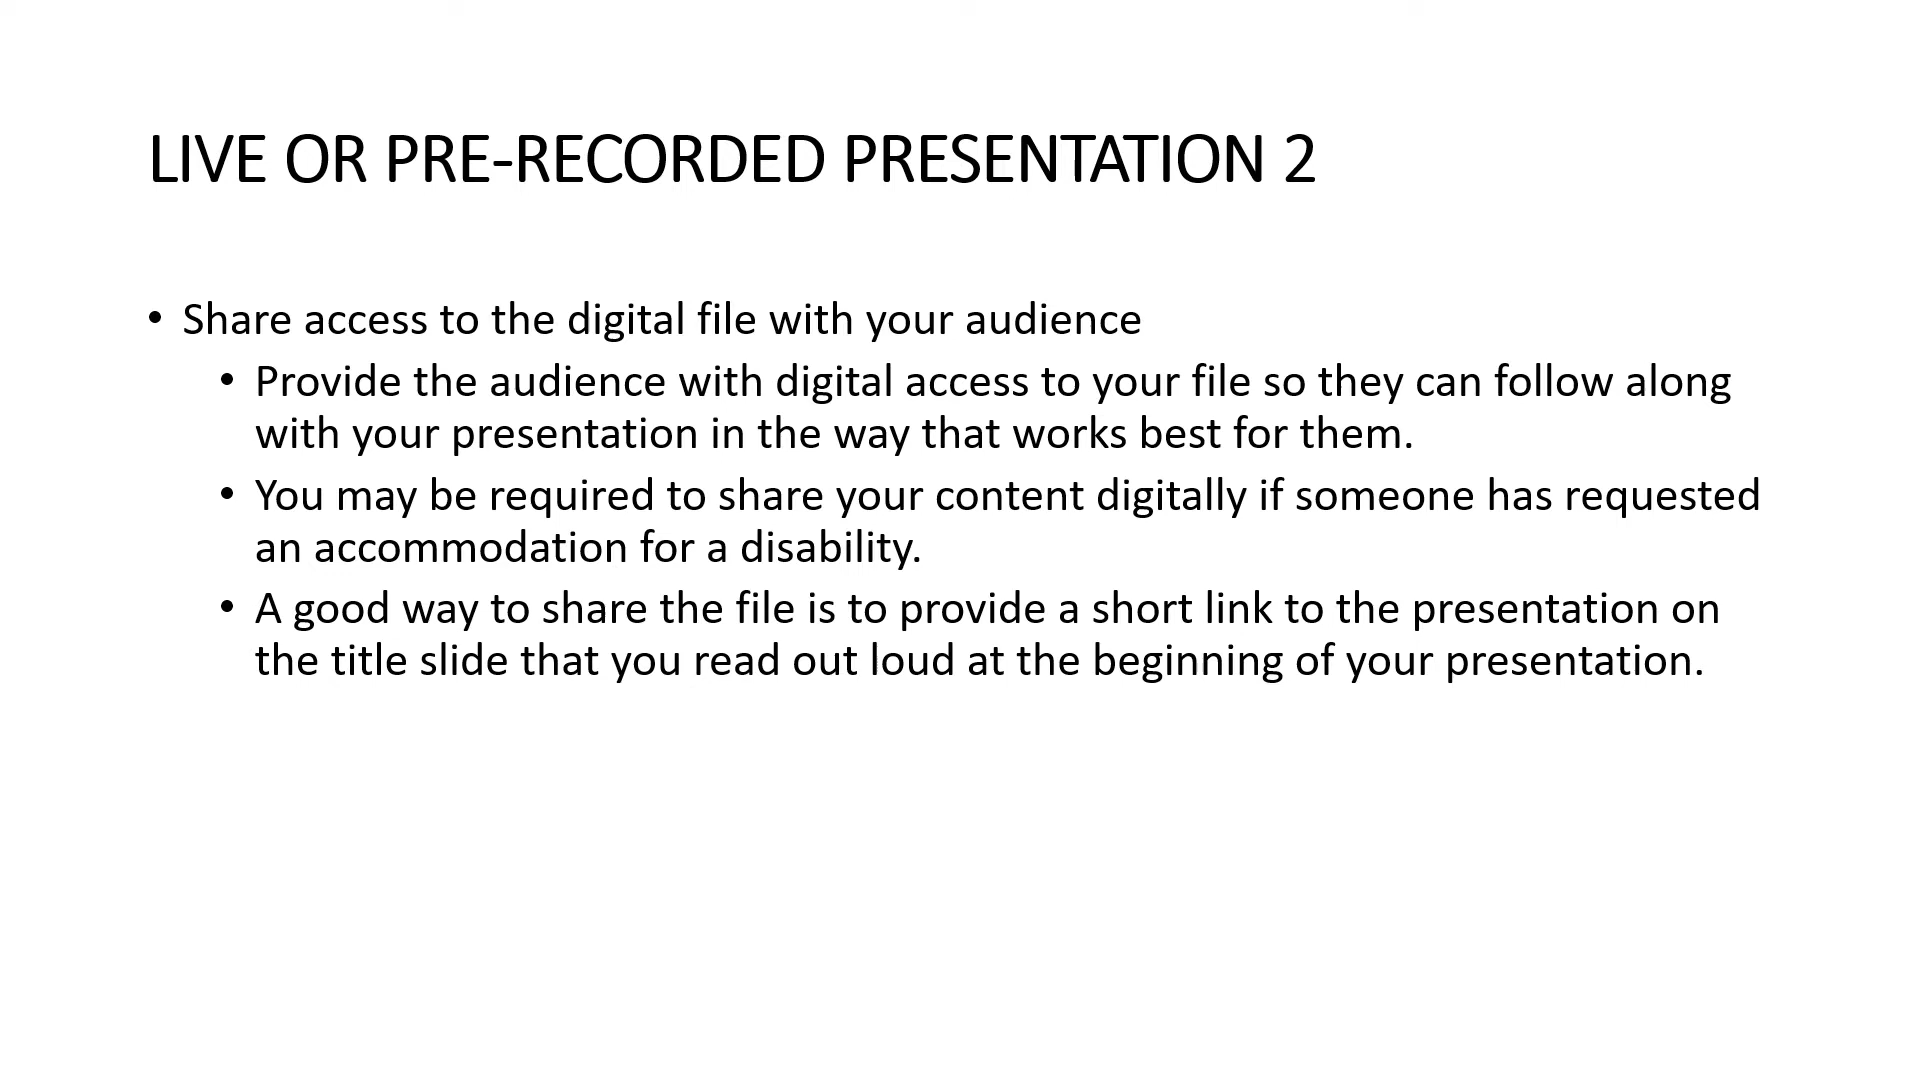 LIVE OR PRE-RECORDED PRESENTATION 2
• Share access to the digital file with your audience
• Provide the audience with digital access to your file so they can follow along
with your presentation in the way that works best for them.
• You may be required to share your content digitally if someone has requested
an accommodation for a disability.
• A good way to share the file is to provide a short link to the presentation on
the title slide that you read out loud at the beginning of your presentation.